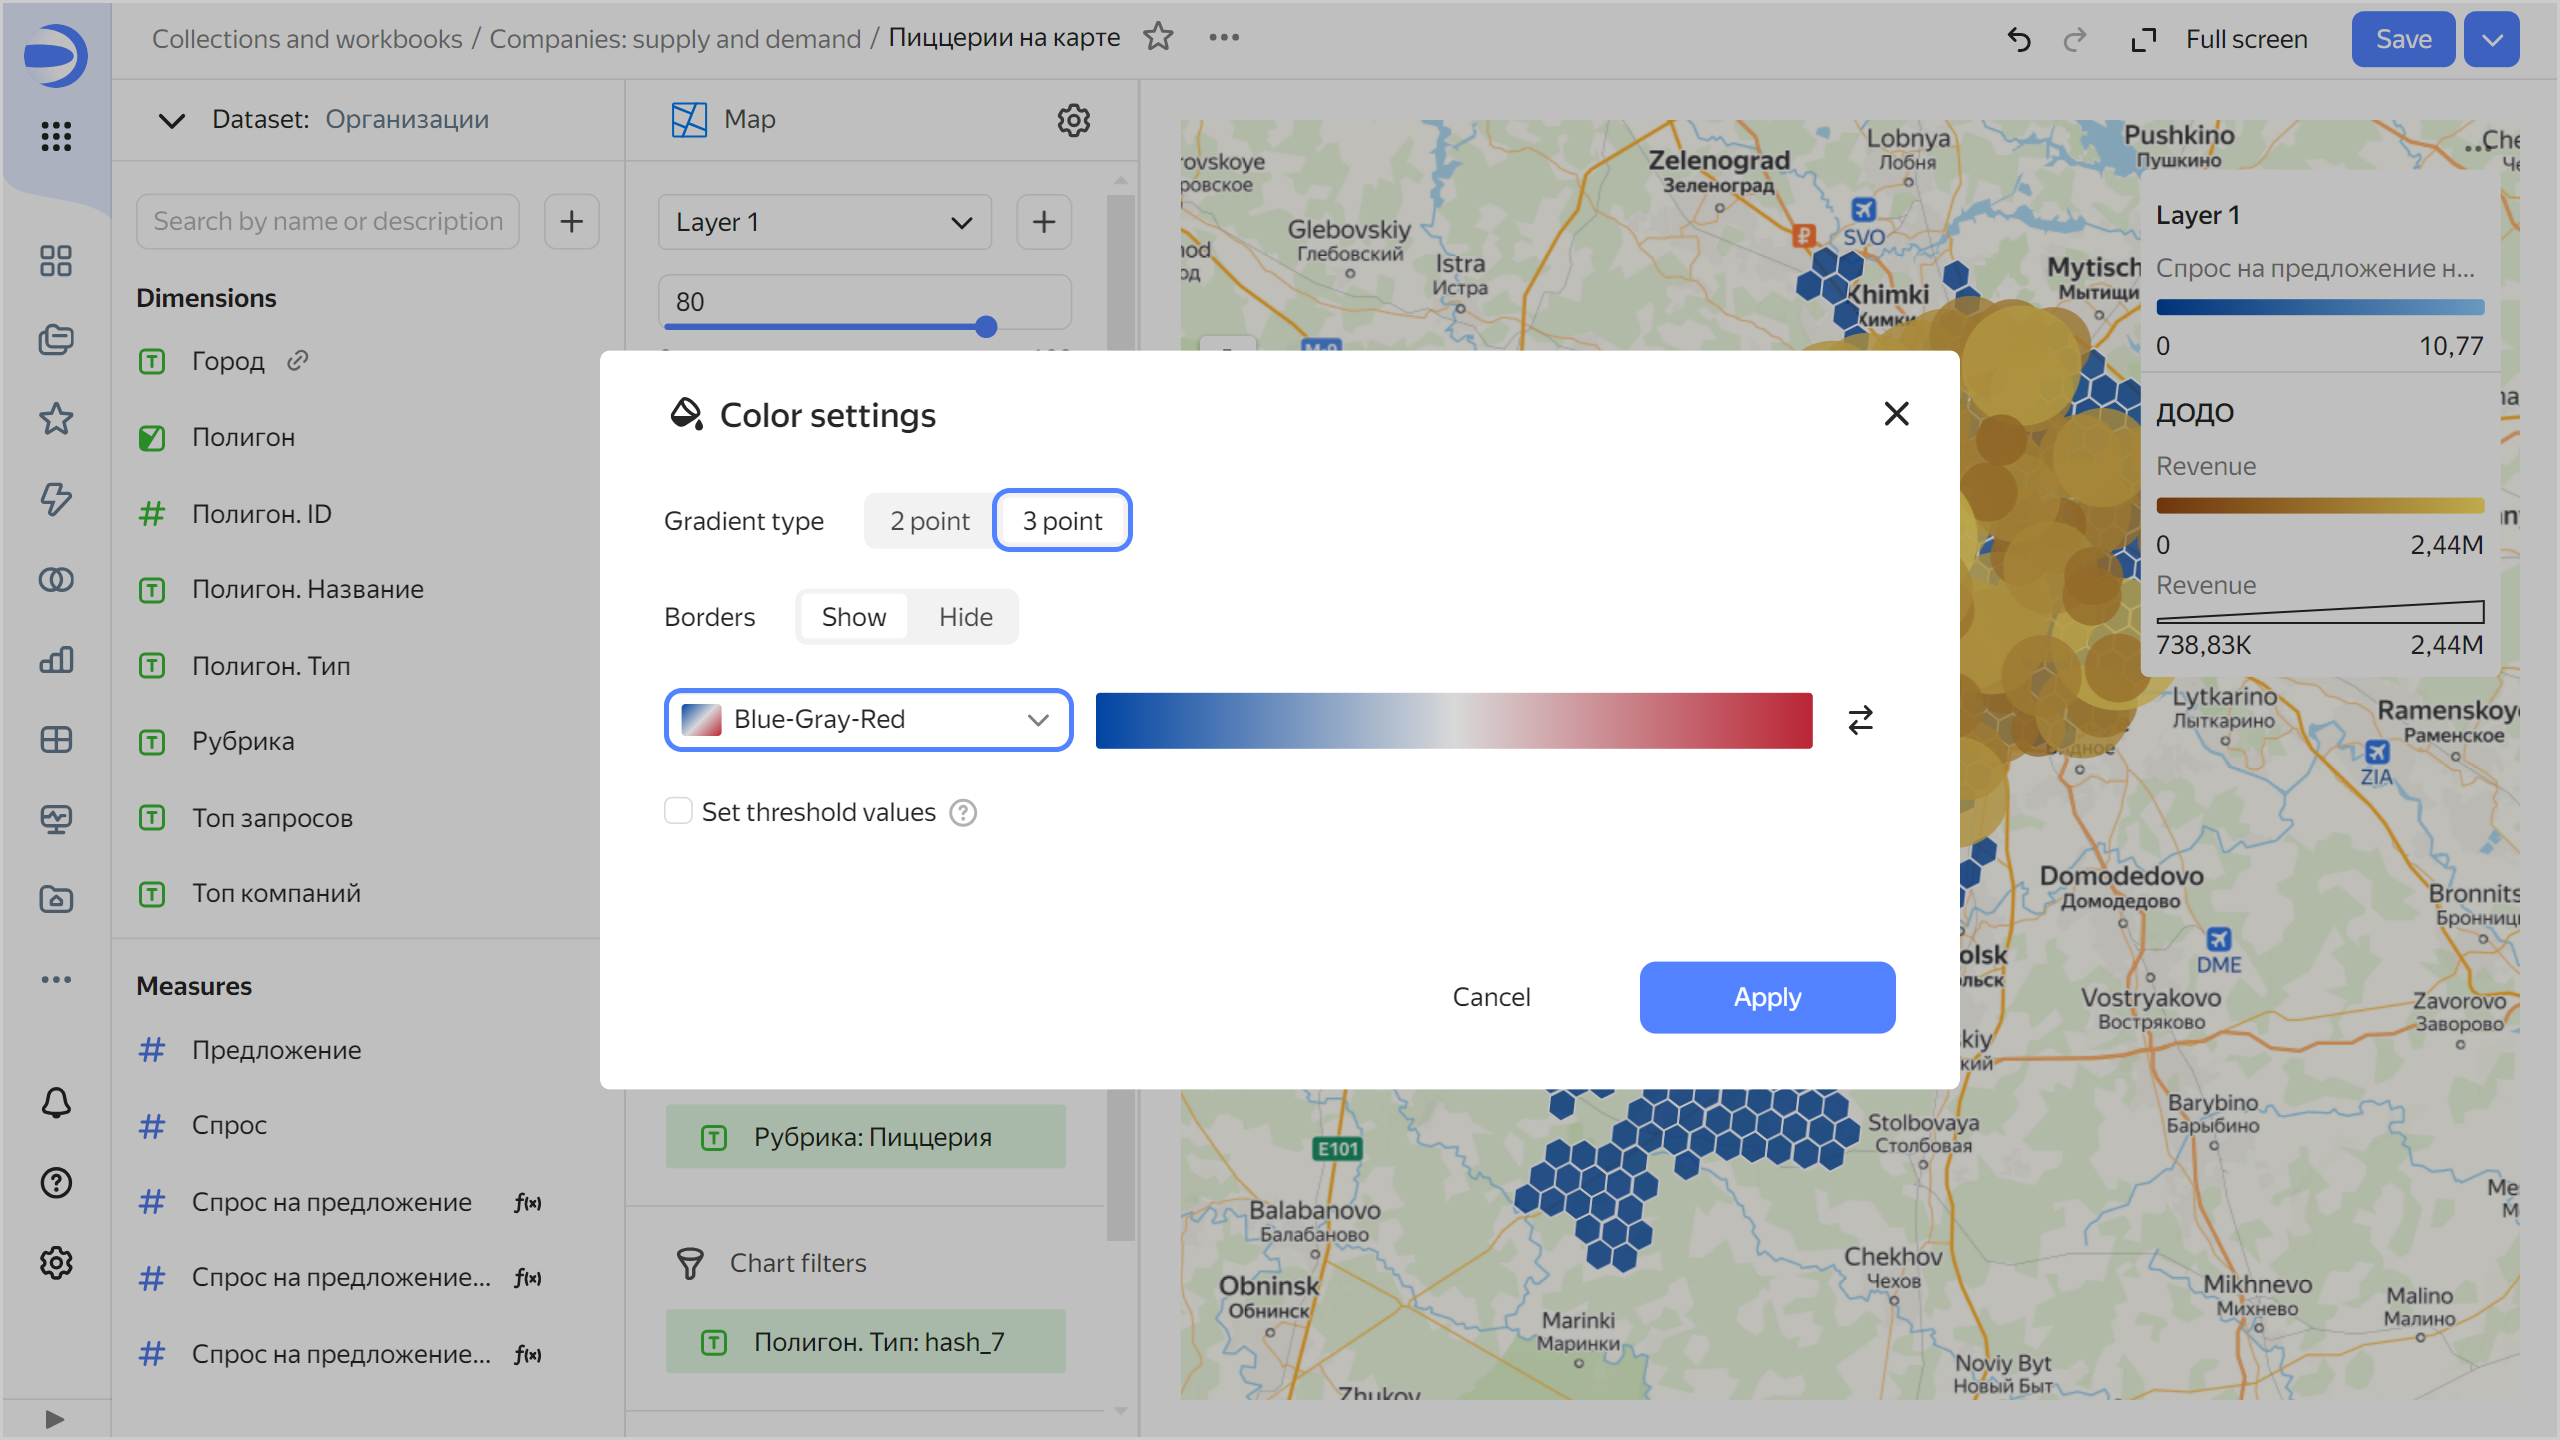 Collections and workbooks / Companies: supply and demand / Пиццерии на карте
Full screen
Save
Dataset: Организации
Search by name or description
Dimensions
Город
Полигон
Полигон. ID
Полигон. Название
Полигон. Тип
Рубрика
Топ запросов
Топ компаний
Measures
Предложение
Спрос
Спрос на предложение f(x)
Спрос на предложение... f(x)
Спрос на предложение... f(x)
Map
Layer 1
80
Color settings
Gradient type
2 point
3 point
Borders
Show
Hide
Blue-Gray-Red
Set threshold values
Cancel
Apply
Рубрика: Пиццерия
Chart filters
Полигон. Тип: hash_7
Layer 1
Спрос на предложение н...
0
10,77
ДОДО
Revenue
0
2,44M
Revenue
738,83K
2,44M
Zelenograd
Зеленоград
Lobnya
Лобня
Pushkino
Пушкино
Glebovskiy
Глебовский
Istra
Истра
SVO
Khimki
Химки
Mytisch
Мытищи
Lytkarino
Лыткарино
Ramenskoy
Раменское
ZIA
Domodedovo
Домодедово
Bronnits
Бронниц
DME
Vostryakovo
Востряково
Zavorovo
Заворово
Barybino
Барыбино
Stolbovaya
Столбовая
E101
Balabanovo
Балабаново
Obninsk
Обнинск
Chekhov
Чехов
Marinki
Маринки
Mikhnevo
Михнево
Malino
Малино
Noviy Byt
Новый Быт
Zhukov